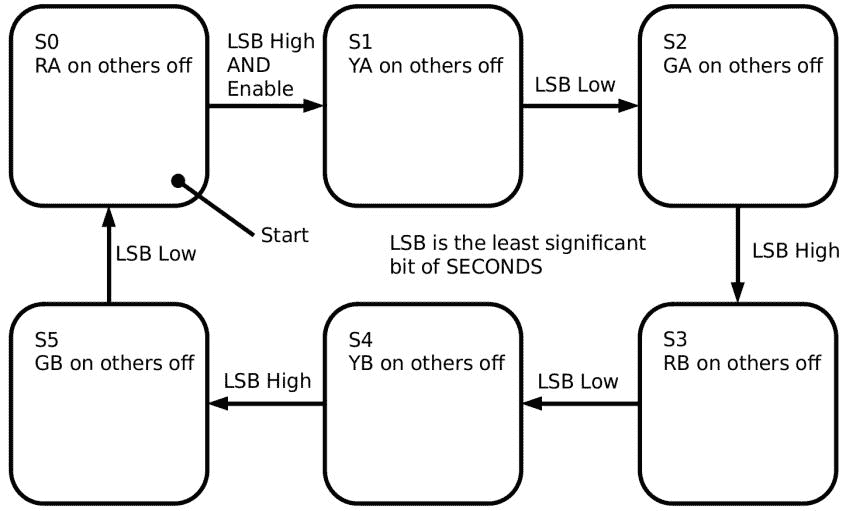 S0
RA on others off
LSB High
AND
Enable
S1
YA on others off
LSB Low
S2
GA on others off
Start
LSB Low
LSB is the least significant
bit of SECONDS
LSB High
S5
GB on others off
LSB High
S4
YB on others off
LSB Low
S3
RB on others off